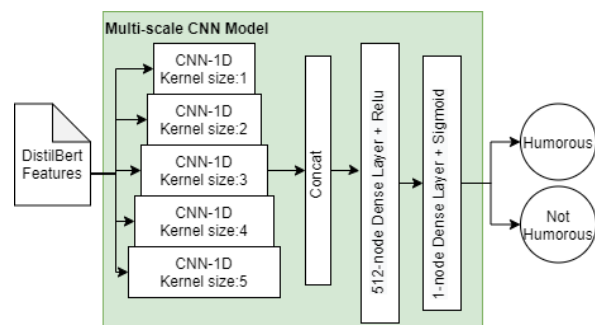 Multi-scale CNN Model
DistilBert
Features
CNN-1D
Kernel size:1
CNN-1D
Kernel size:2
CNN-1D
Kernel size:3
CNN-1D
Kernel size:4
CNN-1D
Kernel size:5
Concat
512-node Dense Layer + Relu
1-node Dense Layer + Sigmoid
Humorous
Not
Humorous